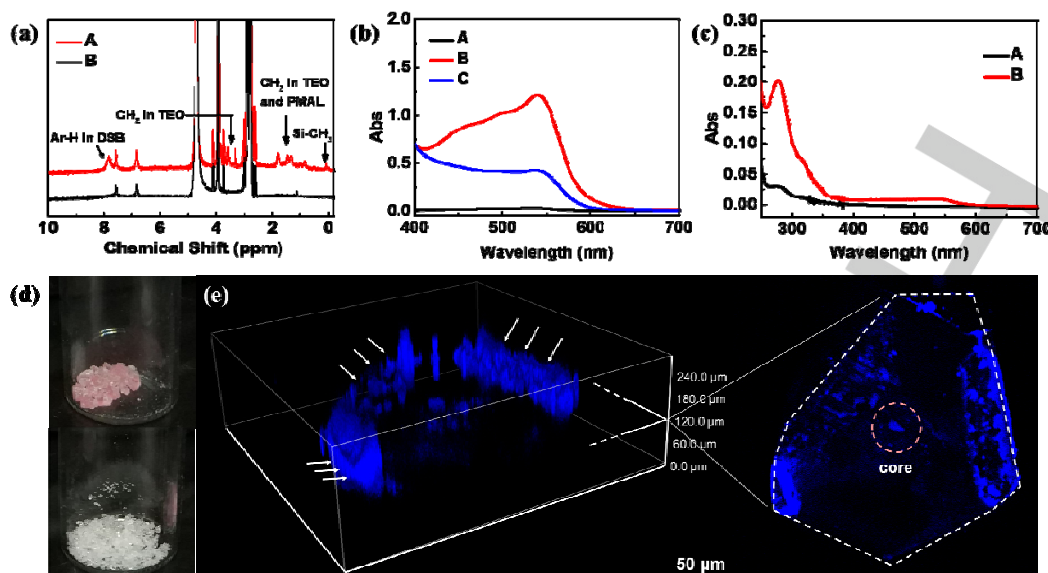 (a)
A
B
Ar-H in DSB
CH2 in TEO
CH2 in TEO
and PMAL
Si-CH3
10 8 6 4 2 0
Chemical Shift (ppm)
(b)
A
B
C
Abs
2.0
1.5
1.0
0.5
0.0
400 450 500 550 600 650 700
Wavelength (nm)
(c)
A
B
Abs
0.30
0.25
0.20
0.15
0.10
0.05
0.00
300 400 500 600 700
Wavelength (nm)
(d)
(e)
240.0 µm
180.0 µm
120.0 µm
60.0 µm
0.0 µm
50 µm
core